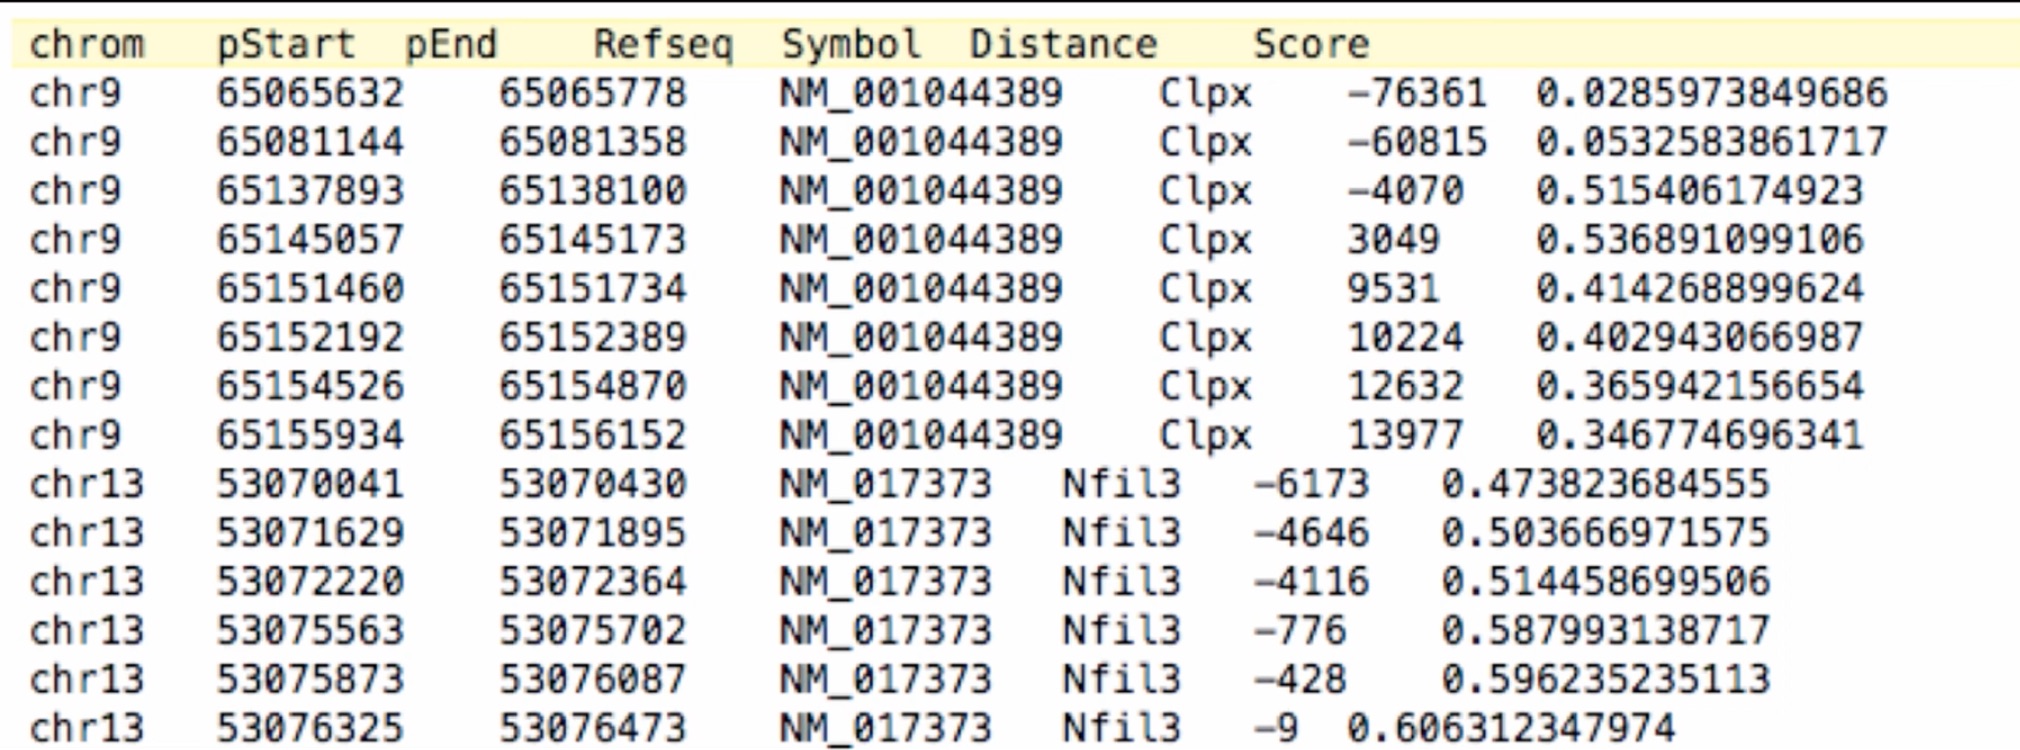 chrom pStart pEnd Refseq Symbol Distance Score
chr9 65065632 65065778 NM_001044389 Clpx -76361 0.0285973849686
chr9 65081144 65081358 NM_001044389 Clpx -60815 0.0532583861717
chr9 65137893 65138100 NM_001044389 Clpx -4070 0.515406174923
chr9 65145057 65145173 NM_001044389 Clpx 3049 0.536891099106
chr9 65151460 65151734 NM_001044389 Clpx 9531 0.414268899624
chr9 65152192 65152389 NM_001044389 Clpx 10224 0.402943066987
chr9 65154526 65154870 NM_001044389 Clpx 12632 0.365942156654
chr9 65155934 65156152 NM_001044389 Clpx 13977 0.346774696341
chr13 53070041 53070430 NM_017373 Nfil3 -6173 0.473823684555
chr13 53071629 53071895 NM_017373 Nfil3 -4646 0.503666971575
chr13 53072220 53072364 NM_017373 Nfil3 -4116 0.514458699506
chr13 53075563 53075702 NM_017373 Nfil3 -776 0.587993138717
chr13 53075873 53076087 NM_017373 Nfil3 -428 0.596235235113
chr13 53076325 53076473 NM_017373 Nfil3 -9 0.606312347974